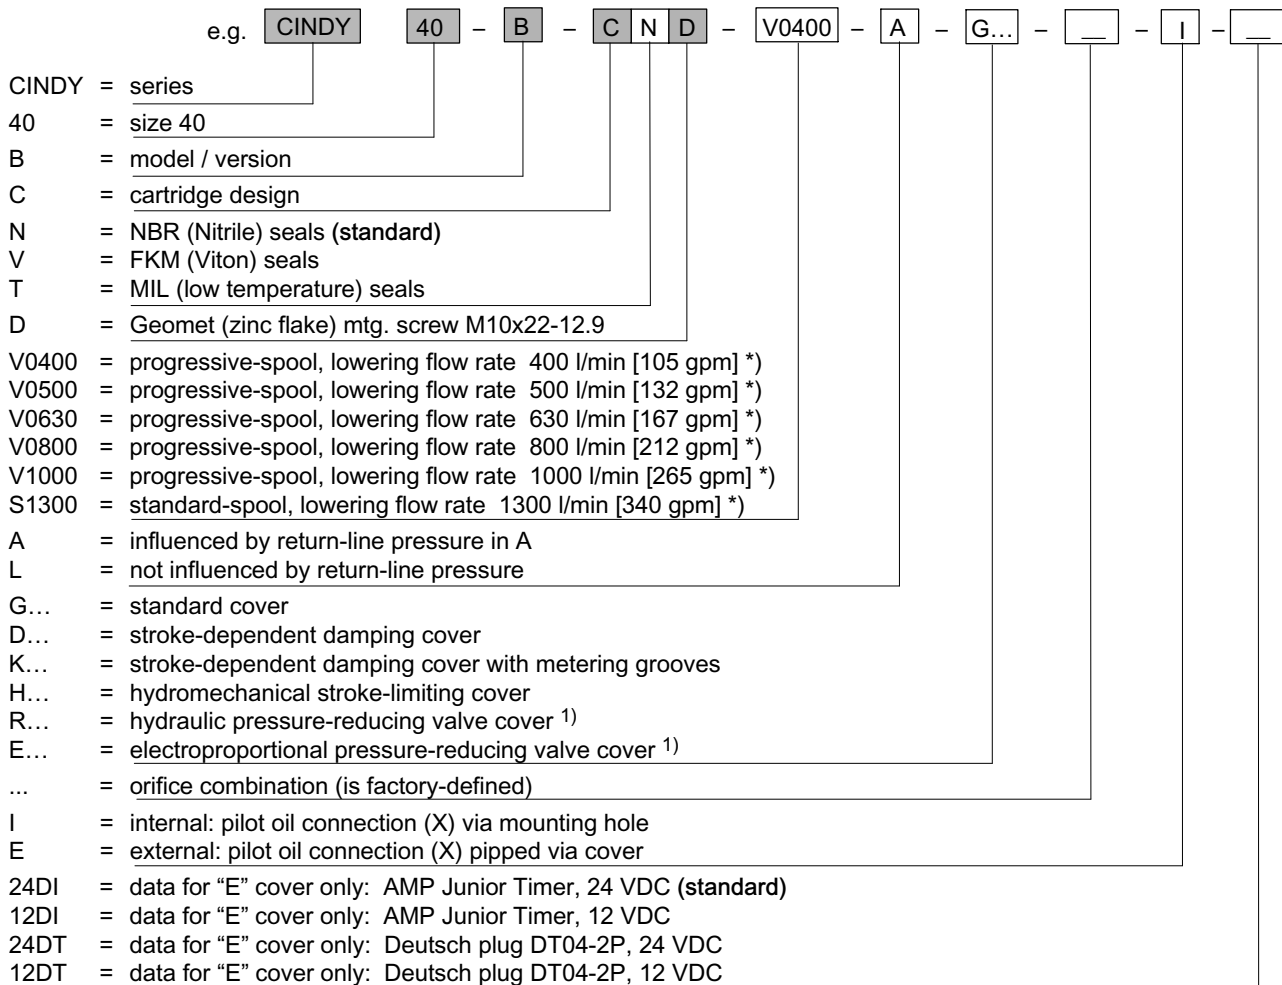 e.g. CINDY 40 – B – C N D – V0400 – A – G… – __ – I – __
CINDY = series
40 = size 40
B = model / version
C = cartridge design
N = NBR (Nitrile) seals (standard)
V = FKM (Viton) seals
T = MIL (low temperature) seals
D = Geomet (zinc flake) mtg. screw M10x22-12.9
V0400 = progressive-spool, lowering flow rate 400 l/min [105 gpm] *)
V0500 = progressive-spool, lowering flow rate 500 l/min [132 gpm] *)
V0630 = progressive-spool, lowering flow rate 630 l/min [167 gpm] *)
V0800 = progressive-spool, lowering flow rate 800 l/min [212 gpm] *)
V1000 = progressive-spool, lowering flow rate 1000 l/min [265 gpm] *)
S1300 = standard-spool, lowering flow rate 1300 l/min [340 gpm] *)
A = influenced by return-line pressure in A
L = not influenced by return-line pressure
G… = standard cover
D… = stroke-dependent damping cover
K… = stroke-dependent damping cover with metering grooves
H… = hydromechanical stroke-limiting cover
R… = hydraulic pressure-reducing valve cover 1)
E… = electroproportional pressure-reducing valve cover 1)
... = orifice combination (is factory-defined)
I = internal: pilot oil connection (X) via mounting hole
E = external: pilot oil connection (X) pipped via cover
24DI = data for “E” cover only: AMP Junior Timer, 24 VDC (standard)
12DI = data for “E” cover only: AMP Junior Timer, 12 VDC
24DT = data for “E” cover only: Deutsch plug DT04-2P, 24 VDC
12DT = data for “E” cover only: Deutsch plug DT04-2P, 12 VDC